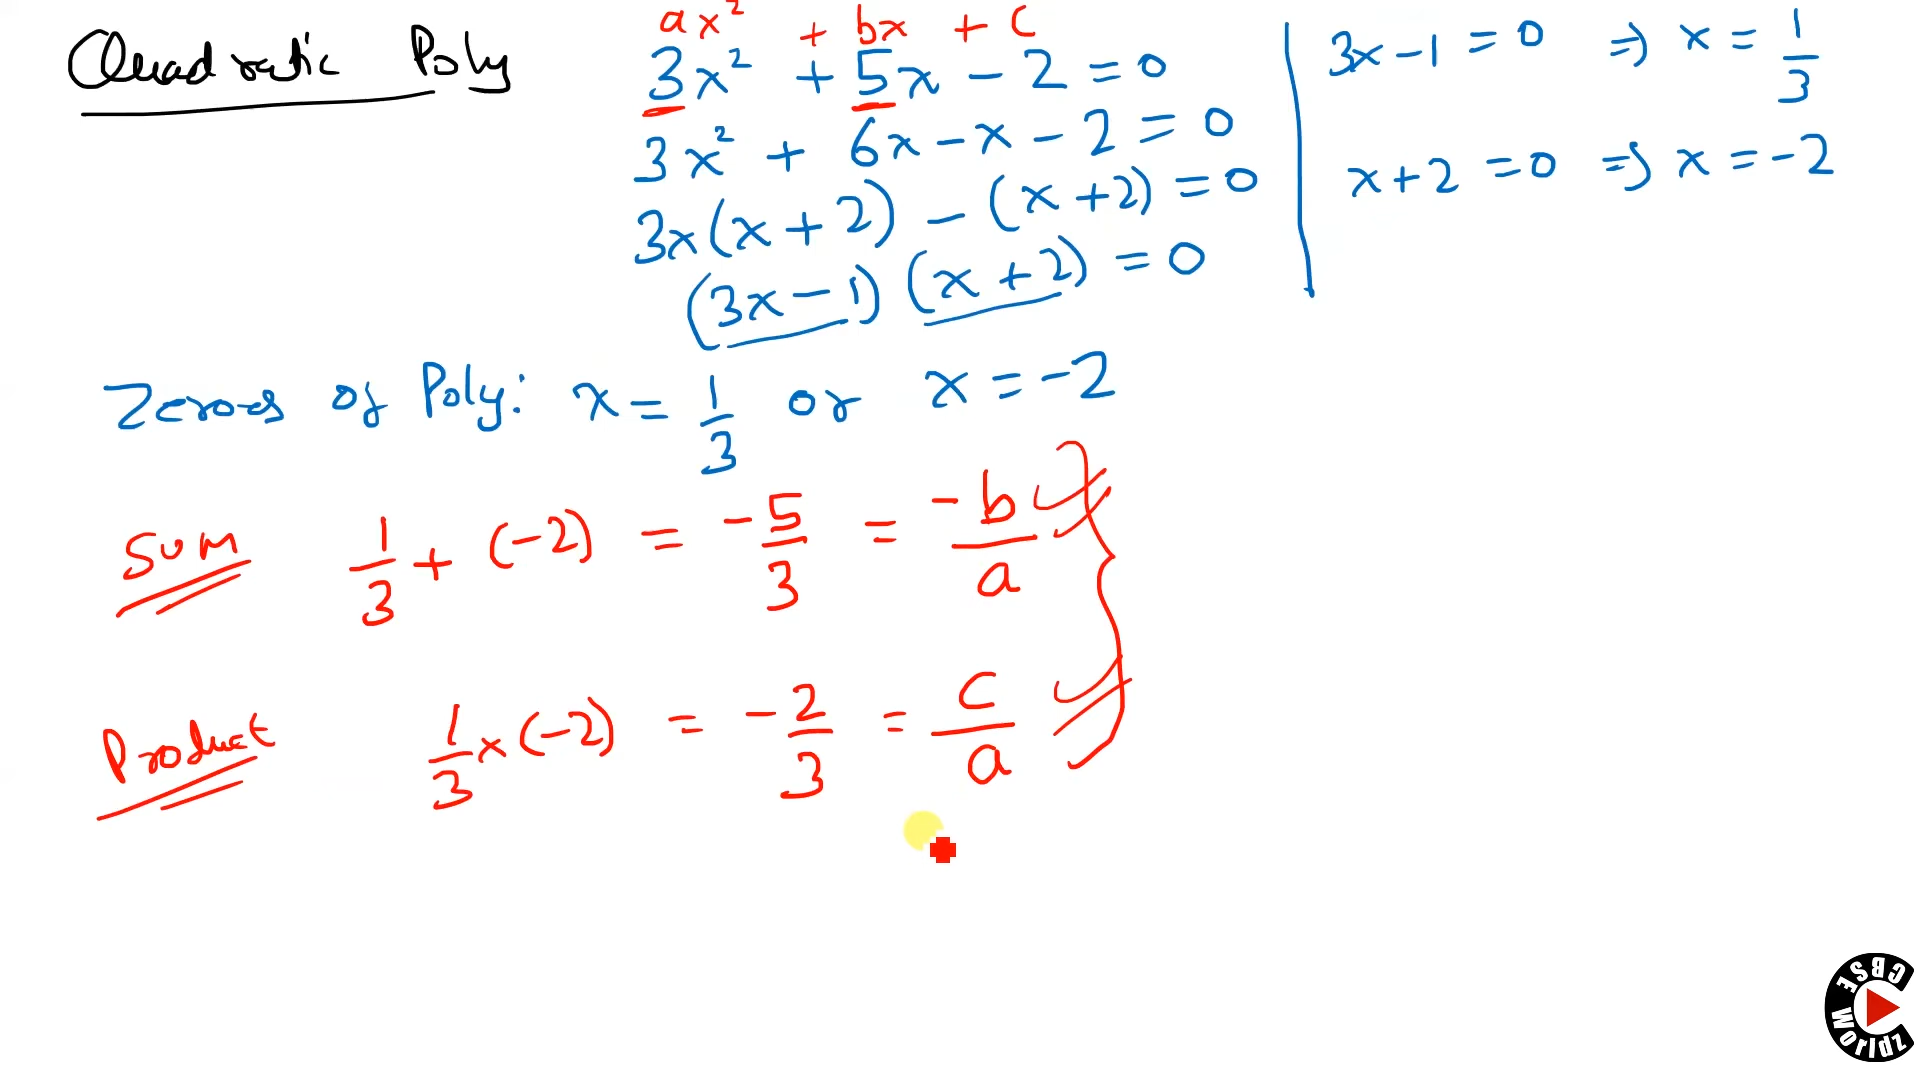 Quadratic Poly
ax² + bx + c
3x² + 5x - 2 = 0
3x² + 6x - x - 2 = 0
3x(x + 2) - (x + 2) = 0
(3x - 1) (x + 2) = 0
3x - 1 = 0 ⇒ x = 1/3
x + 2 = 0 ⇒ x = -2
Zeroes of Poly: x = 1/3 or x = -2
Sum 1/3 + (-2) = -5/3 = -b/a
Product 1/3 x (-2) = -2/3 = c/a
CBSE Worldz